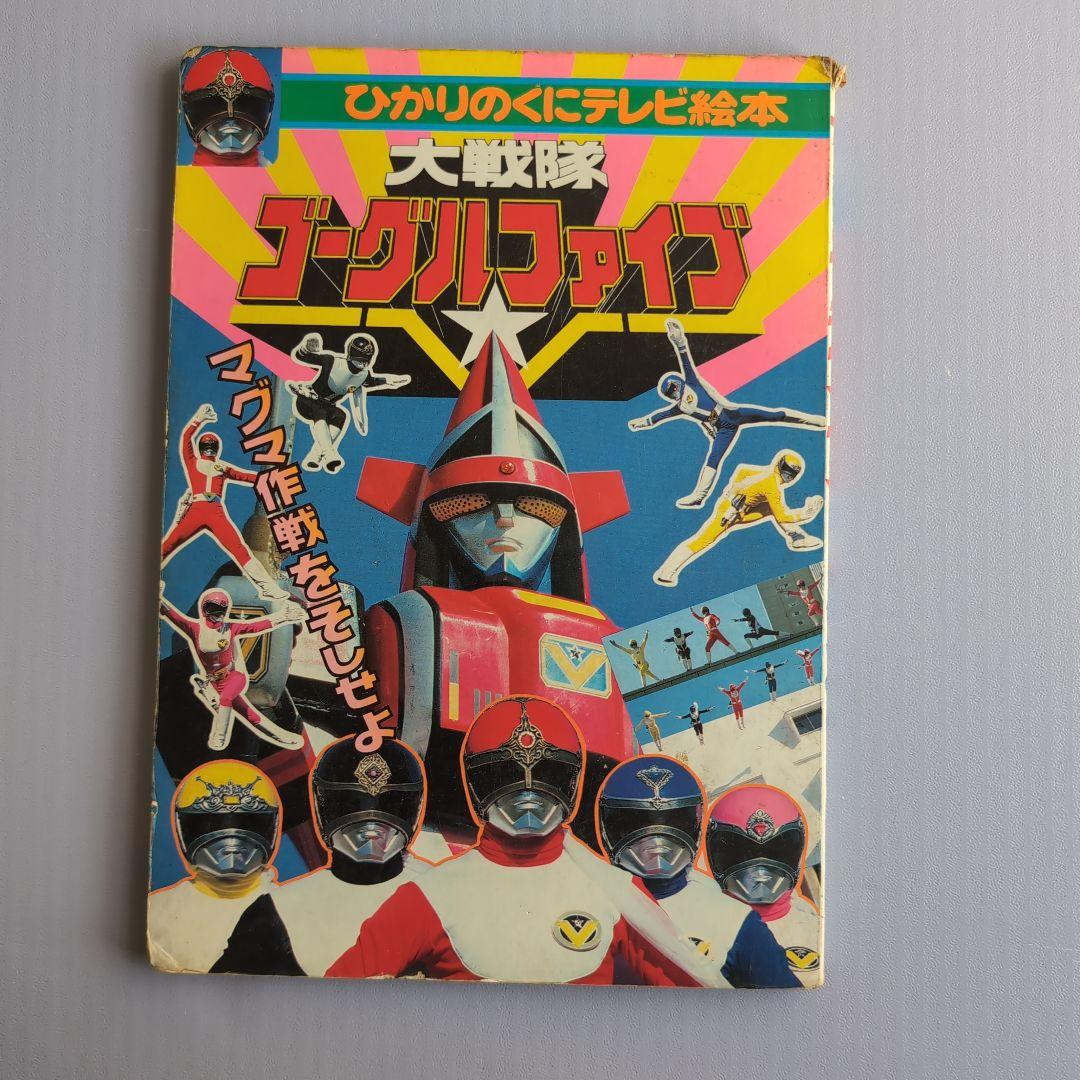 ひかりのくにテレビ絵本
大戦隊
ゴーグルファイブ
マグマ作戦をそしせよ